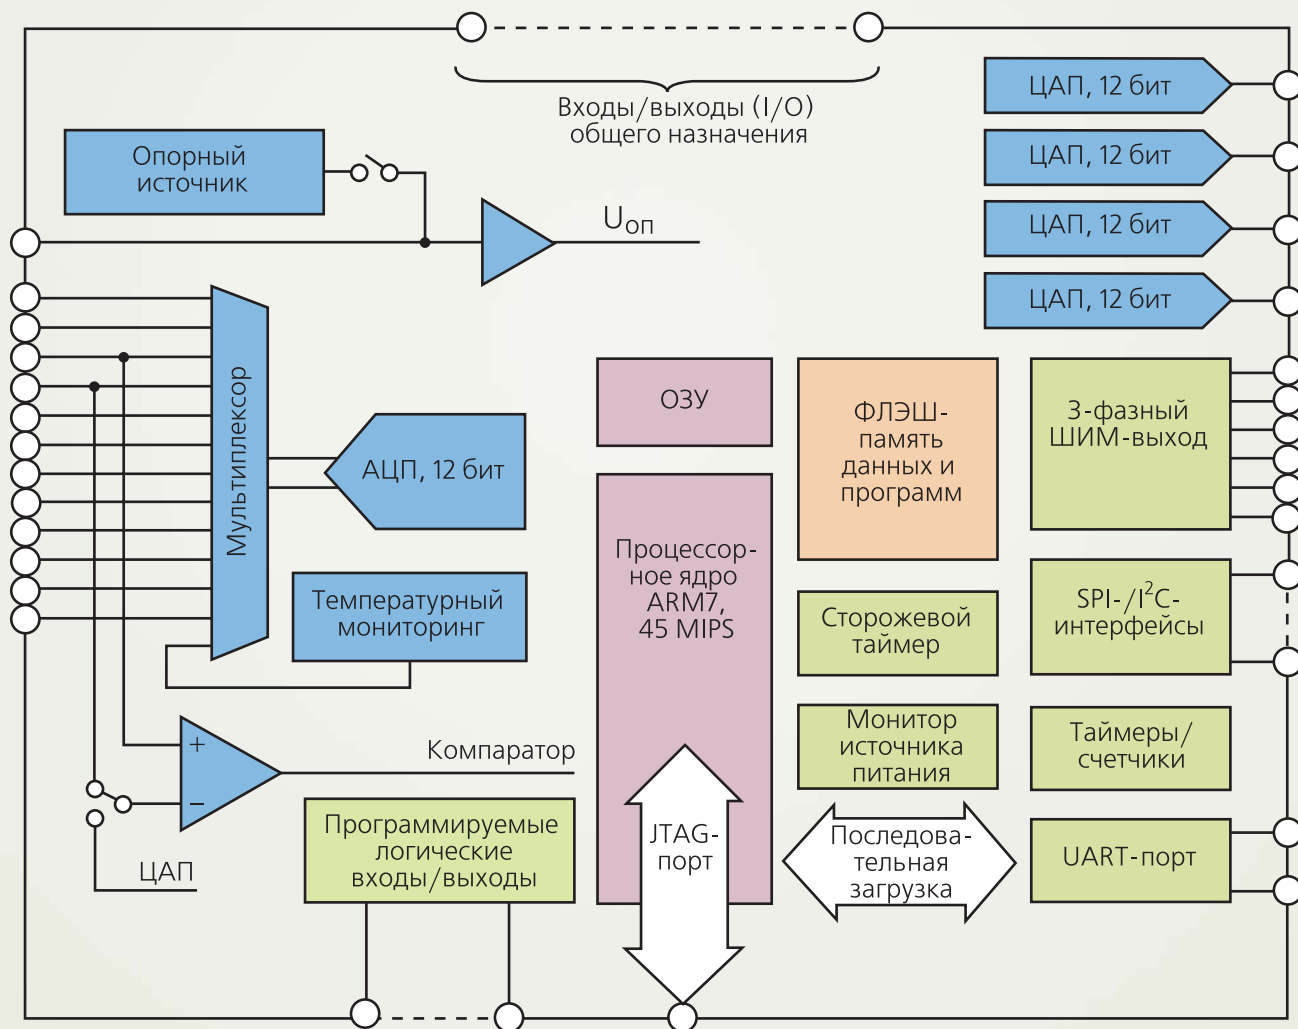 Входы/выходы (I/O)
общего назначения
ЦАП, 12 бит
ЦАП, 12 бит
ЦАП, 12 бит
ЦАП, 12 бит
Опорный
источник
Uоп
Мультиплексор
АЦП, 12 бит
Температурный
мониторинг
ОЗУ
Процессор-
ное ядро
ARM7,
45 MIPS
ФЛЭШ-
память
данных и
программ
3-фазный
ШИМ-выход
Сторожевой
таймер
SPI-/I²C-
интерфейсы
Монитор
источника
питания
Таймеры/
счетчики
+
–
Компаратор
ЦАП
Программируемые
логические
входы/выходы
JTAG-
порт
Последова-
тельная
загрузка
UART-порт